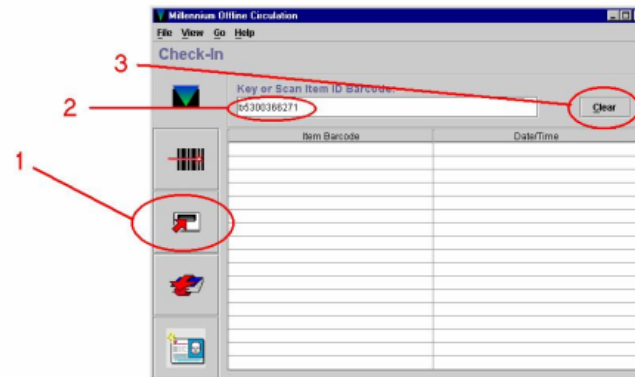 Millennium Offline Circulation
File View Go Help
Check-In
3
Key or Scan Item ID Barcode:
2
b5300366271
Clear
Item Barcode Date/Time
1